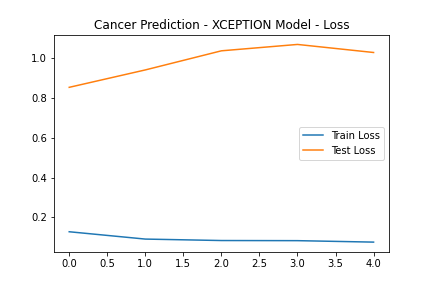 Cancer Prediction - XCEPTION Model - Loss
1.0
0.8
0.6
0.4
0.2
Train Loss
Test Loss
0.0 0.5 1.0 1.5 2.0 2.5 3.0 3.5 4.0